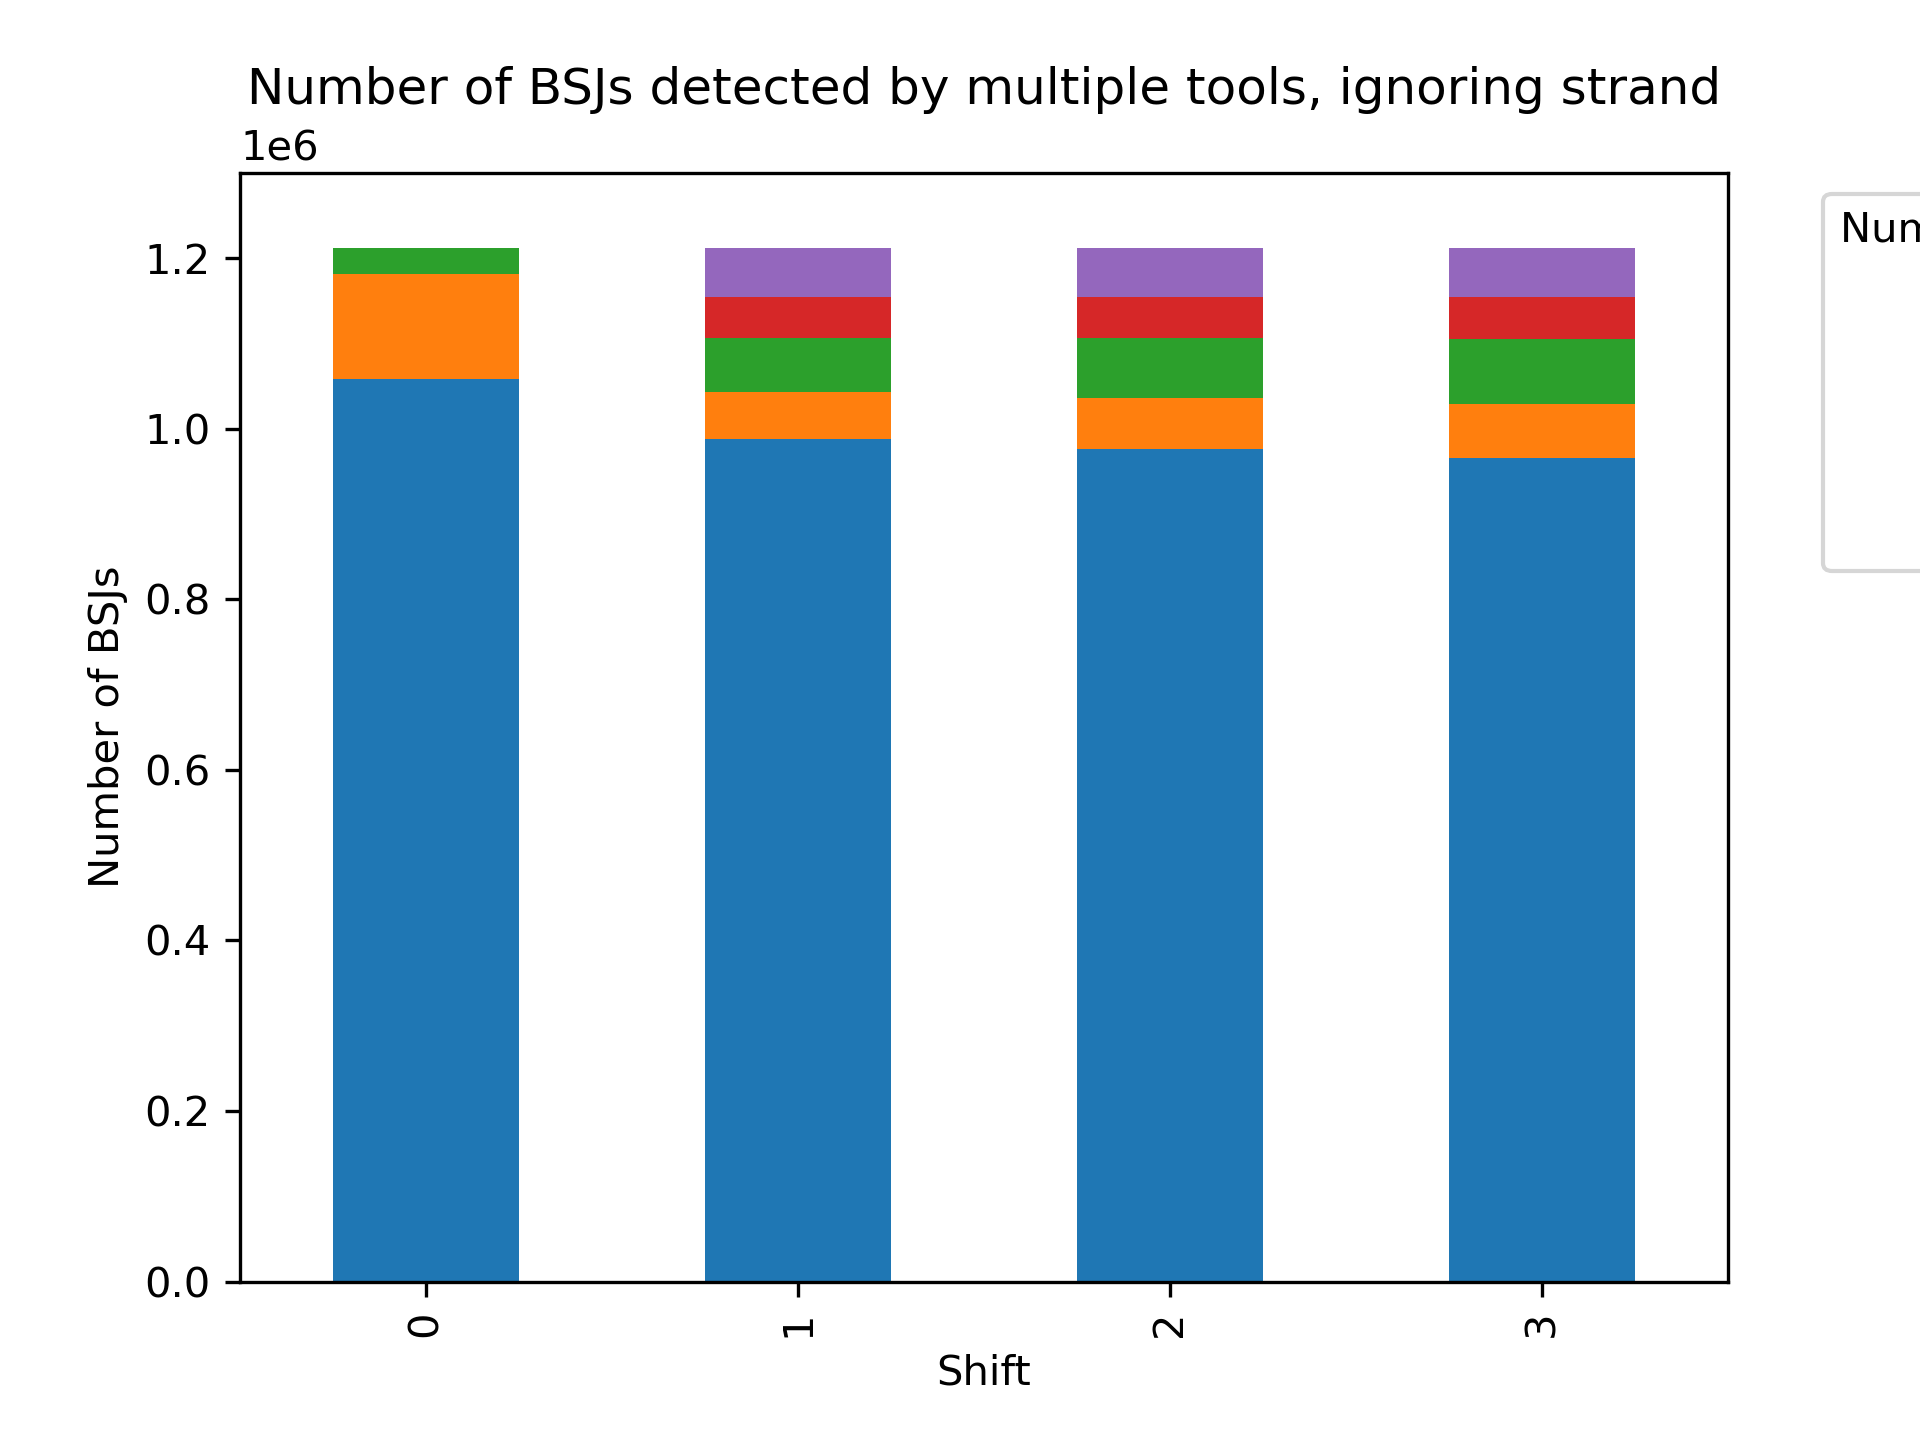 Number of BSJs detected by multiple tools, ignoring strand
1e6
1.2
1.0
0.8
0.6
0.4
0.2
0.0
Number of BSJs
0
1
2
3
Shift